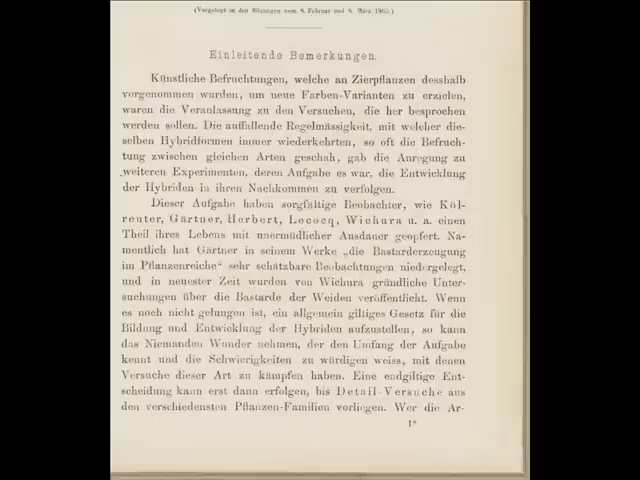 (Vorgelegt in den Sitzungen vom 8. Februar und 8. März 1865.)
Einleitende Bemerkungen.
Künstliche Befruchtungen, welche an Zierpflanzen desshalb
vorgenommen wurden, um neue Farben-Varianten zu erzielen,
waren die Veranlassung zu den Versuchen, die her besprochen
werden sollen. Die auffallende Regelmässigkeit, mit welcher die-
selben Hybridformen immer wiederkehrten, so oft die Befruch-
tung zwischen gleichen Arten geschah, gab die Anregung zu
weiteren Experimenten, deren Aufgabe es war, die Entwicklung
der Hybriden in ihren Nachkommen zu verfolgen.
Dieser Aufgabe haben sorgfältige Beobachter, wie Köl-
reuter, Gärtner, Herbert, Lecocq, Wichura u. a. einen
Theil ihres Lebens mit unermüdlicher Ausdauer geopfert. Na-
mentlich hat Gärtner in seinem Werke „die Bastarderzeugung
im Pflanzenreiche“ sehr schätzbare Beobachtungen niedergelegt,
und in neuester Zeit wurden von Wichura gründliche Unter-
suchungen über die Bastarde der Weiden veröffentlicht. Wenn
es noch nicht gelungen ist, ein allgemein giltiges Gesetz für die
Bildung und Entwicklung der Hybriden aufzustellen, so kann
das Niemanden Wunder nehmen, der den Umfang der Aufgabe
kennt und die Schwierigkeiten zu würdigen weiss, mit denen
Versuche dieser Art zu kämpfen haben. Eine endgiltige Ent-
scheidung kann erst dann erfolgen, bis Detail-Versuche aus
den verschiedensten Pflanzen-Familien vorliegen. Wer die Ar-
1*